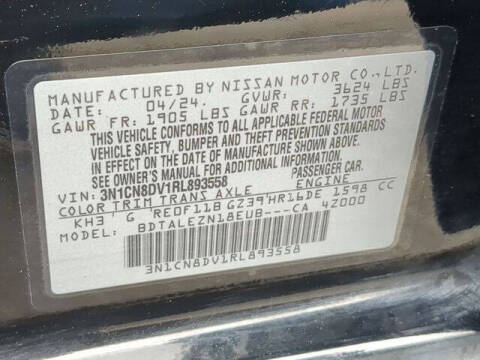 MANUFACTURED BY NISSAN MOTOR CO., LTD.
DATE: 04/24. GVWR: 3624 LBS
GAWR FR: 1905 LBS GAWR RR: 1735 LBS
THIS VEHICLE CONFORMS TO ALL APPLICABLE FEDERAL MOTOR
VEHICLE SAFETY, BUMPER AND THEFT PREVENTION STANDARDS
IN EFFECT ON THE DATE OF MANUFACTURE SHOWN ABOVE.
SEE OWNER'S MANUAL FOR ADDITIONAL INFORMATION.
VIN: 3N1CN8DV1RL893558 PASSENGER CAR.
COLOR TRIM TRANS AXLE ENGINE
KH3 G RE0F11B GZ39 HR16DE 1598 CC
MODEL: BDTALEZN18EUB---CA 42000
3N1CN8DV1RL893558